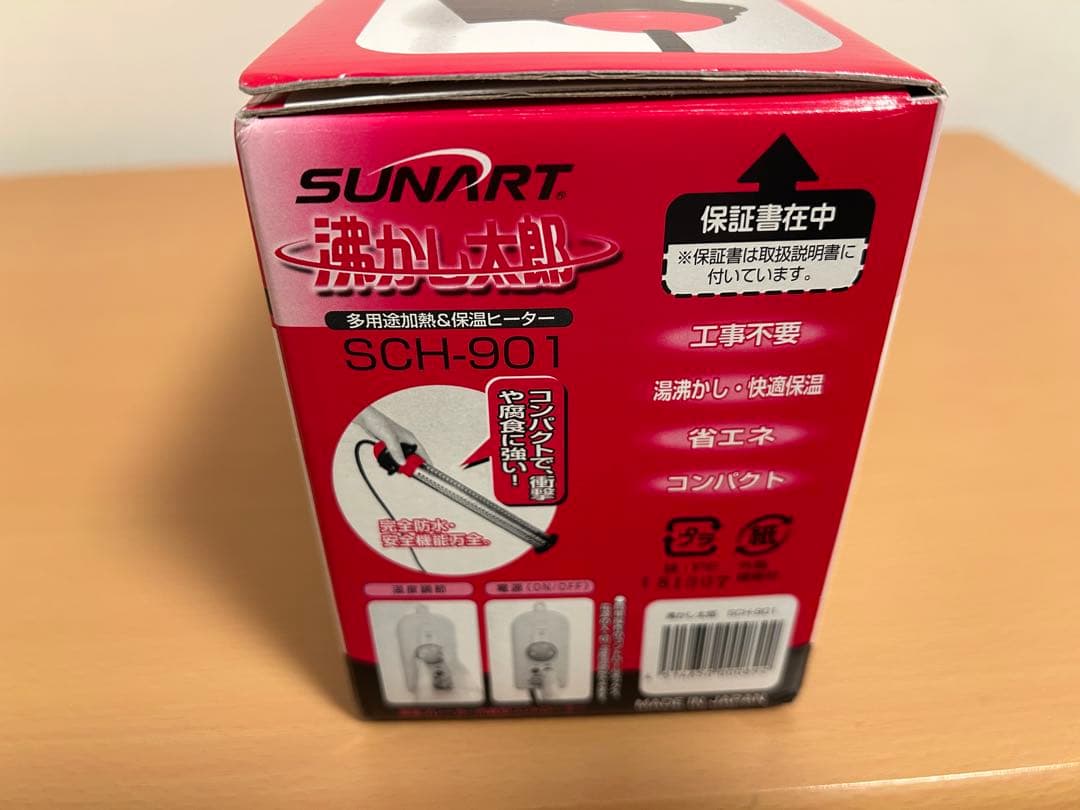 SUNART®
沸かし太郎
多用途加熱&保温ヒーター
SCH-901
コンパクトで、衝撃
や腐食に強い!
完全防水・
安全機能万全。
温度調節
電源(ON/OFF)
保証書在中
※保証書は取扱説明書に
付いています。
工事不要
湯沸かし・快適保温
省エネ
コンパクト
プラ
紙
沸かし太郎 SCH-901
MADE IN JAPAN